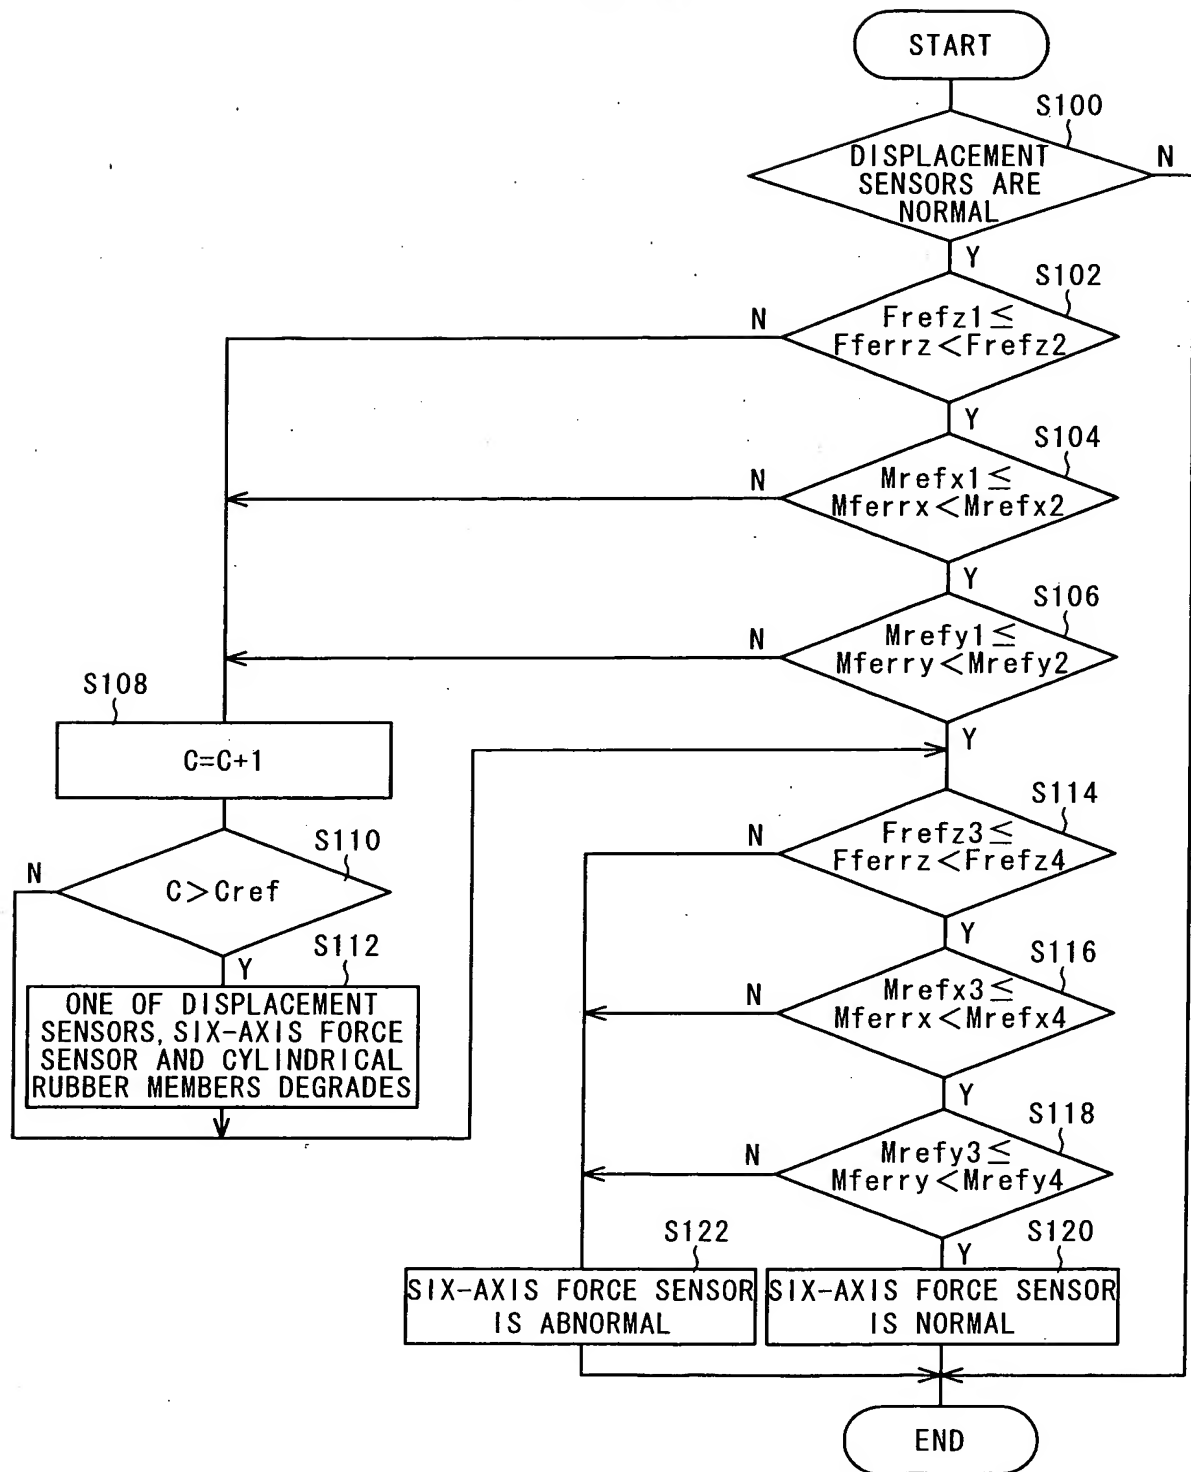 START
S100
DISPLACEMENT
SENSORS ARE
NORMAL
N
Y
S102
Frefz1≤
Fferrz<Frefz2
N
Y
S104
Mrefx1≤
Mferrx<Mrefx2
N
Y
S106
Mrefy1≤
Mferry<Mrefy2
N
Y
S108
C=C+1
S110
C>Cref
N
Y
S112
ONE OF DISPLACEMENT
SENSORS, SIX-AXIS FORCE
SENSOR AND CYLINDRICAL
RUBBER MEMBERS DEGRADES
S114
Frefz3≤
Fferrz<Frefz4
N
Y
S116
Mrefx3≤
Mferrx<Mrefx4
N
Y
S118
Mrefy3≤
Mferry<Mrefy4
N
Y
S122
SIX-AXIS FORCE SENSOR
IS ABNORMAL
S120
SIX-AXIS FORCE SENSOR
IS NORMAL
END